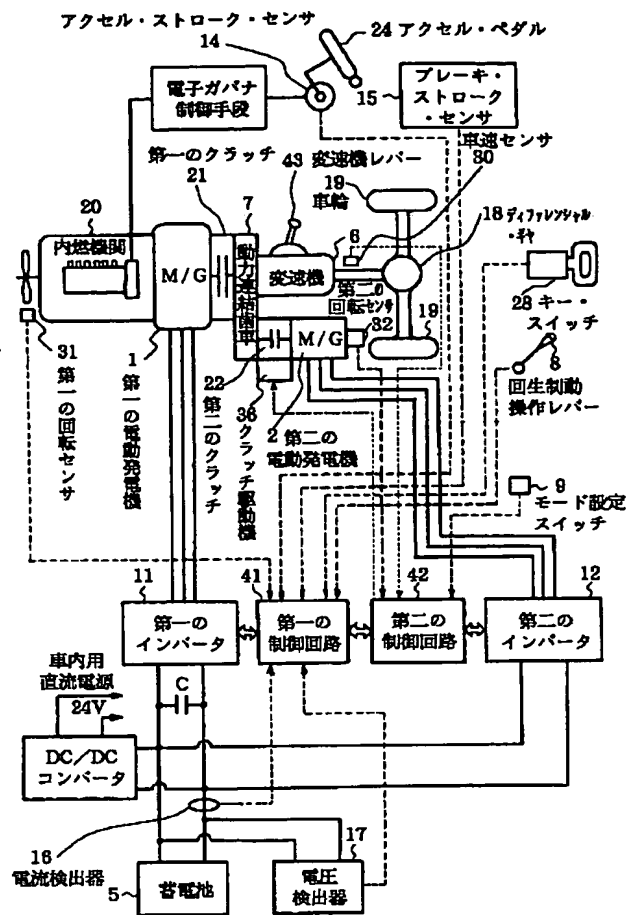 アクセル・ストローク・センサ
14
24 アクセル・ペダル
電子ガバナ
制御手段
15
ブレーキ・
ストローク
・センサ
車速センサ
80
第一のクラッチ
21
43 変速機レバー
7
19
車輪
18 ディファレンシャル
・ギヤ
20
内燃機関
M/G
動力連結歯車
変速機
6
第二の
回転センサ
28 キー・
スイッチ
31
第一の回転センサ
1
第一の電動発電機
22
第二のクラッチ
36
クラッチ駆動機
M/G
32
2 第二の
電動発電機
19
8
回生制動
操作レバー
9
モード設定
スイッチ
11
第一の
インバータ
41
第一の
制御回路
42
第二の
制御回路
12
第二の
インバータ
車内用
直流電源
24V
C
DC/DC
コンバータ
16
電流検出器
5
蓄電池
17
電圧
検出器